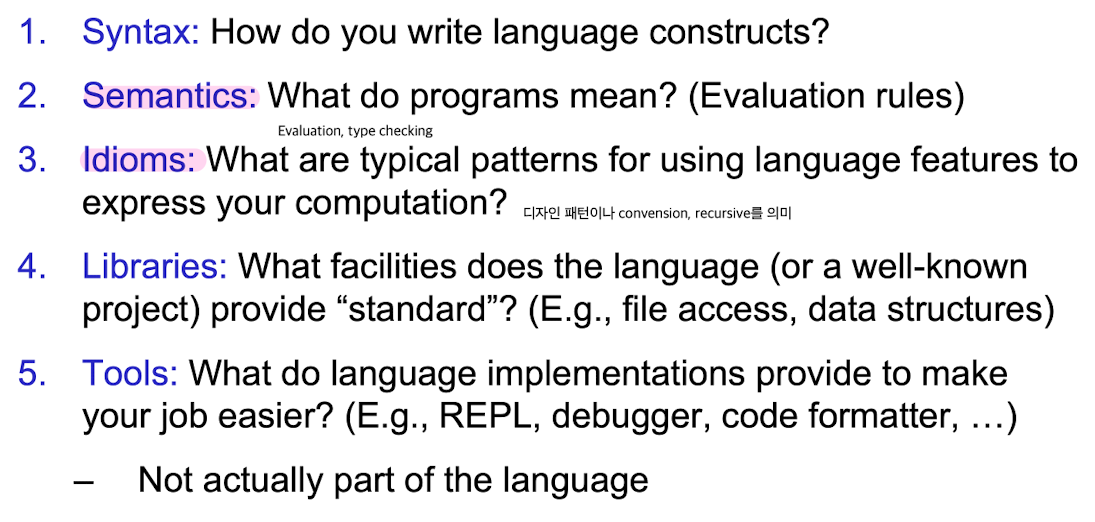 1. Syntax: How do you write language constructs?
2. Semantics: What do programs mean? (Evaluation rules)
Evaluation, type checking
3. Idioms: What are typical patterns for using language features to
express your computation?
디자인 패턴이나 convension, recursive를 의미
4. Libraries: What facilities does the language (or a well-known
project) provide “standard”? (E.g., file access, data structures)
5. Tools: What do language implementations provide to make
your job easier? (E.g., REPL, debugger, code formatter, …)
– Not actually part of the language